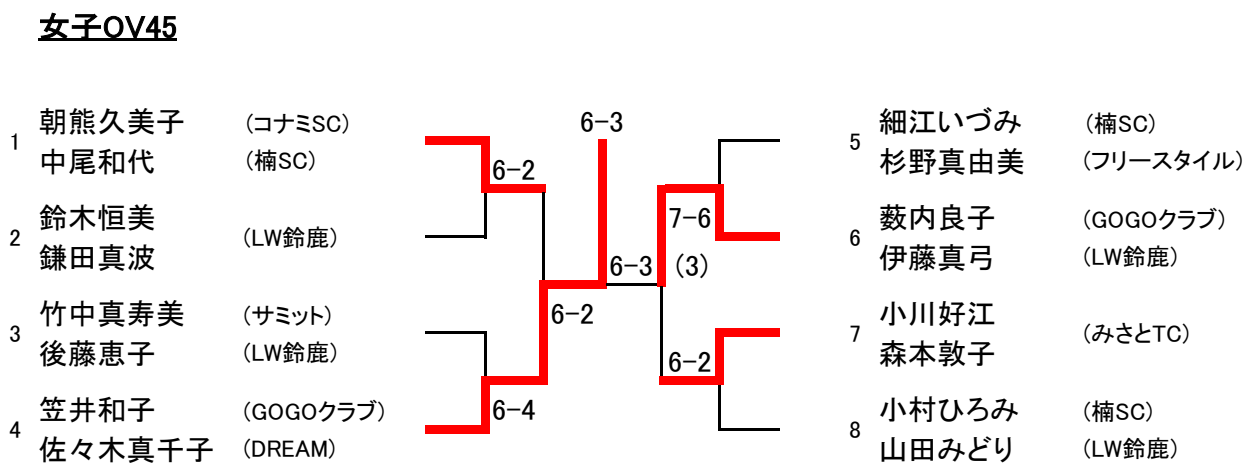 女子OV45
1 朝熊久美子 (コナミSC)
中尾和代 (楠SC)
2 鈴木恒美 (LW鈴鹿)
鎌田真波
3 竹中真寿美 (サミット)
後藤恵子 (LW鈴鹿)
4 笠井和子 (GOGOクラブ)
佐々木真千子 (DREAM)
6-2
6-4
6-2
6-3
6-3
7-6
(3)
6-2
5 細江いづみ (楠SC)
杉野真由美 (フリースタイル)
6 薮内良子 (GOGOクラブ)
伊藤真弓 (LW鈴鹿)
7 小川好江 (みさとTC)
森本敦子
8 小村ひろみ (楠SC)
山田みどり (LW鈴鹿)